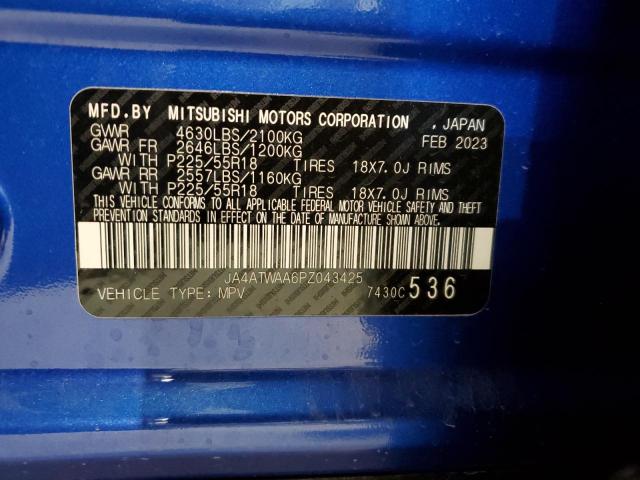 MFD.BY MITSUBISHI MOTORS CORPORATION , JAPAN
GVWR 4630LBS/2100KG FEB 2023
GAWR FR 2646LBS/1200KG
WITH P225/55R18 TIRES 18X7.0J RIMS
GAWR RR 2557LBS/1160KG
WITH P225/55R18 TIRES 18X7.0J RIMS
THIS VEHICLE CONFORMS TO ALL APPLICABLE FEDERAL MOTOR VEHICLE SAFETY AND THEFT
PREVENTION STANDARDS IN EFFECT ON THE DATE OF MANUFACTURE SHOWN ABOVE.
JA4ATWAA6PZ043425
VEHICLE TYPE: MPV 7430C 536